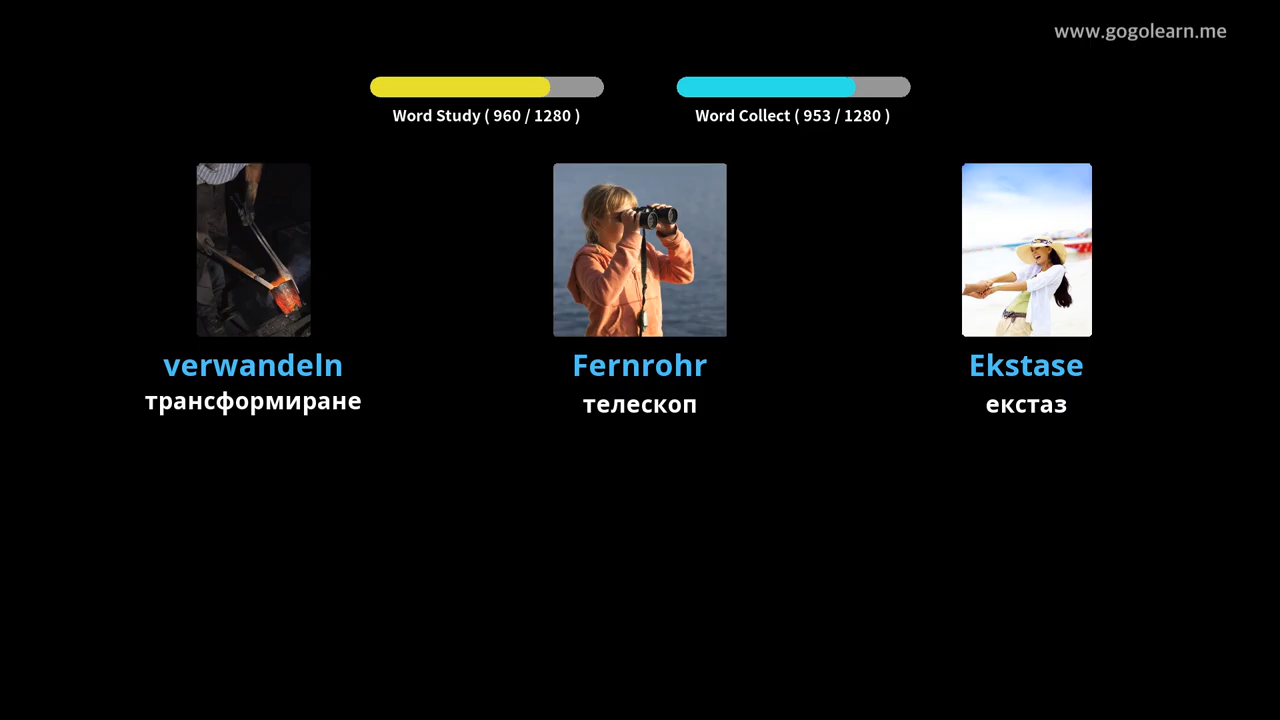 www.gogolearn.me
Word Study ( 960 / 1280 )
Word Collect ( 953 / 1280 )
verwandeln
трансформиране
Fernrohr
телескоп
Ekstase
екстаз